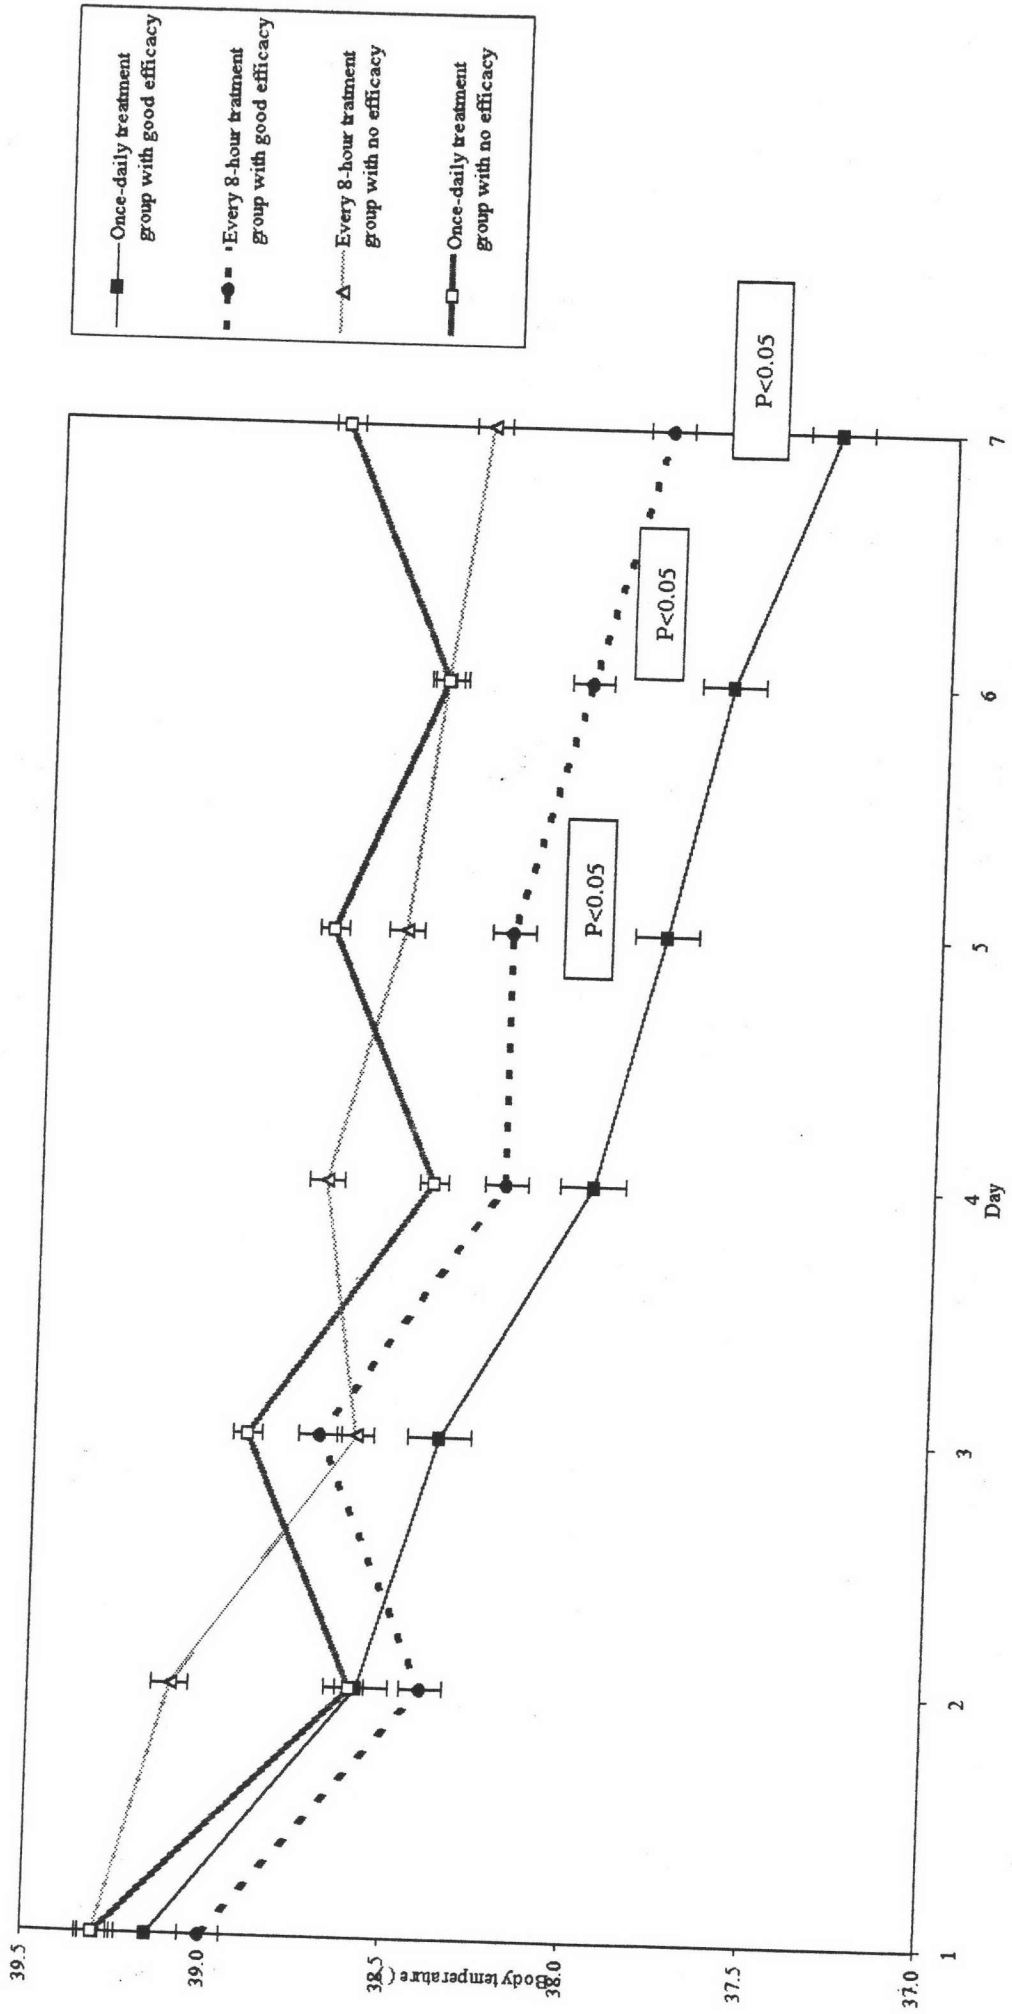 Once-daily treatment
group with good efficacy
Every 8-hour tratment
group with good efficacy
Every 8-hour tratment
group with no efficacy
Once-daily treatment
group with no efficacy
39.5
39.0
38.5
38.0
37.5
37.0
Body temperature (
P<0.05
P<0.05
P<0.05
1
2
3
4
5
6
7
Day